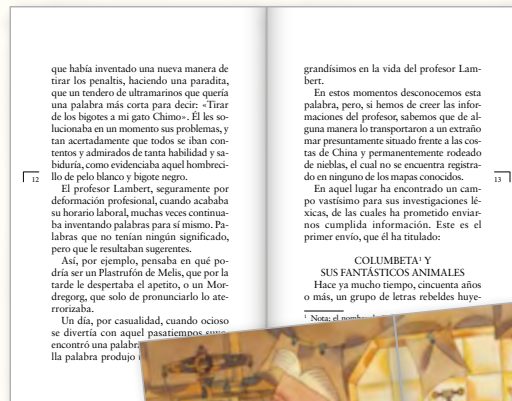 que había inventado una nueva manera de
tirar los penaltis, haciendo una paradita,
que un tendero de ultramarinos que quería
una palabra más corta para decir: «Tirar
de los bigotes a mi gato Chimo». Él les so-
lucionaba en un momento sus problemas, y
tan acertadamente que todos se iban con-
tentos y admirados de tanta habilidad y sa-
biduría, como evidenciaba aquel hombreci-
llo de pelo blanco y bigote negro.
El profesor Lambert, seguramente por
deformación profesional, cuando acababa
su horario laboral, muchas veces continua-
ba inventando palabras para sí mismo. Pa-
labras que no tenían ningún significado,
pero que le resultaban sugerentes.
Así, por ejemplo, pensaba en qué po-
dría ser un Plastrufón de Melis, que por la
tarde le despertaba el apetito, o un Mor-
dregorg, que solo de pronunciarlo lo ate-
rrorizaba.
Un día, por casualidad, cuando ocioso
se divertía con aquel pasatiempo
encontró una
lla palabra produjo
12
grandísimos en la vida del profesor Lam-
bert.
En estos momentos desconocemos esta
palabra, pero, si hemos de creer las infor-
maciones del profesor, sabemos que de al-
guna manera lo transportaron a un extraño
mar presuntamente situado frente a las cos-
tas de China y permanentemente rodeado
de nieblas, el cual no se encuentra registra-
do en ninguno de los mapas conocidos.
En aquel lugar ha encontrado un cam-
po vastísimo para sus investigaciones lé-
xicas, de las cuales ha prometido enviar-
nos cumplida información. Este es el
primer envío, que él ha titulado:
COLUMBETA¹ Y
SUS FANTÁSTICOS ANIMALES
Hace ya mucho tiempo, cincuenta años
o más, un grupo de letras rebeldes huye-
¹ Nota: el
13